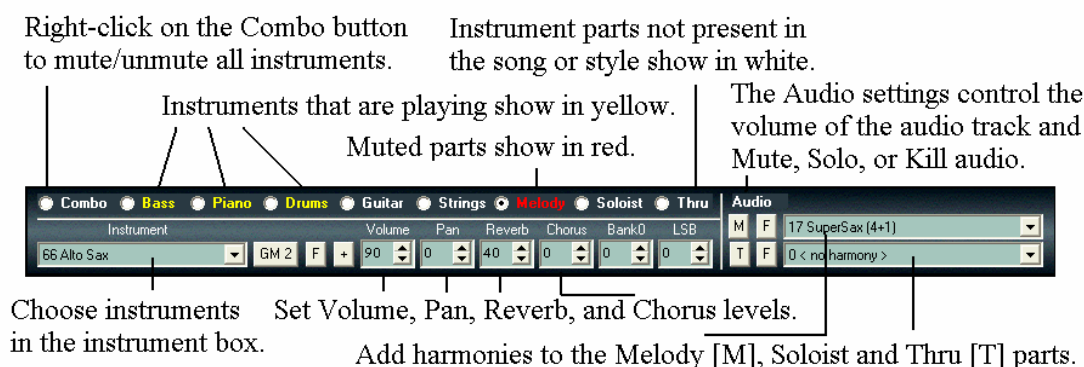 Right-click on the Combo button
to mute/unmute all instruments.
Instrument parts not present in
the song or style show in white.
Instruments that are playing show in yellow.
Muted parts show in red.
The Audio settings control the
volume of the audio track and
Mute, Solo, or Kill audio.
Combo Bass Piano Drums Guitar Strings Melody Soloist Thru Audio
Instrument Volume Pan Reverb Chorus Bank0 LSB
M F 17 SuperSax (4+1)
66 Alto Sax GM 2 F + 90 0 40 0 0 0 T F 0 < no harmony >
Choose instruments
in the instrument box.
Set Volume, Pan, Reverb, and Chorus levels.
Add harmonies to the Melody [M], Soloist and Thru [T] parts.